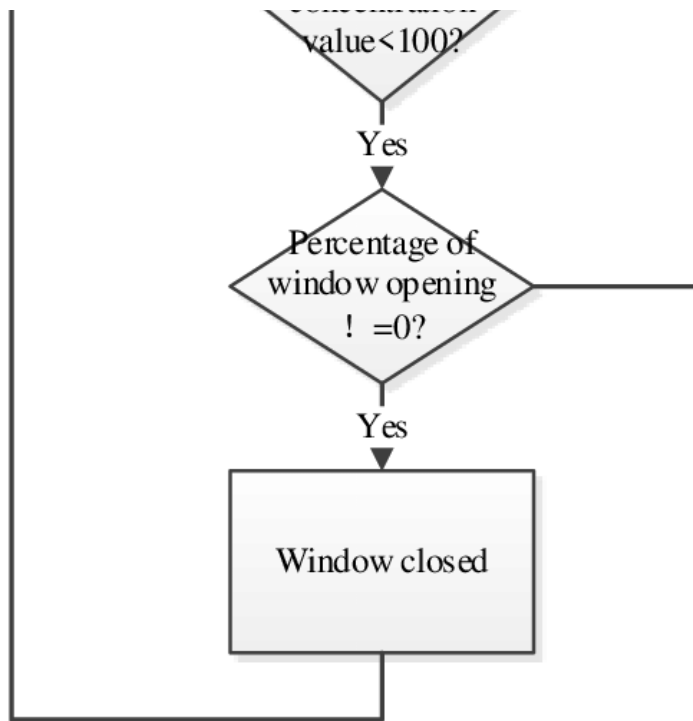 value<100?
Yes
Percentage of
window opening
! =0?
Yes
Window closed